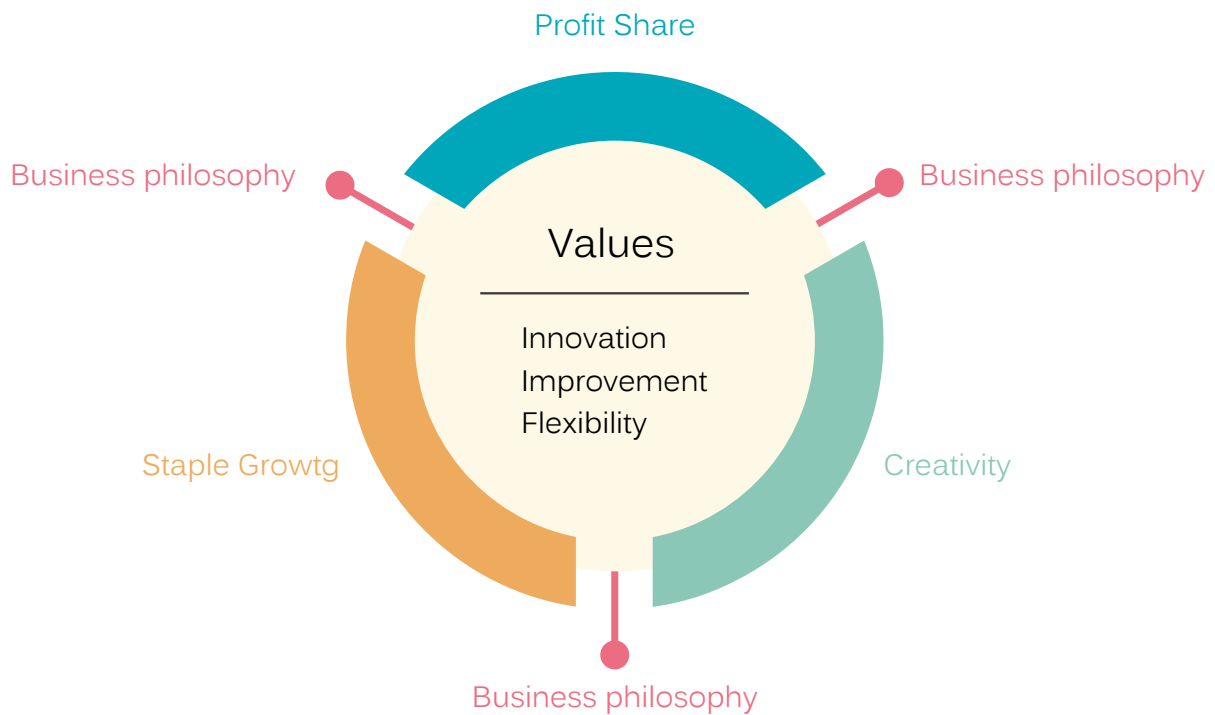 Profit Share
Business philosophy
Business philosophy
Values
Innovation
Improvement
Flexibility
Staple Growtg
Creativity
Business philosophy